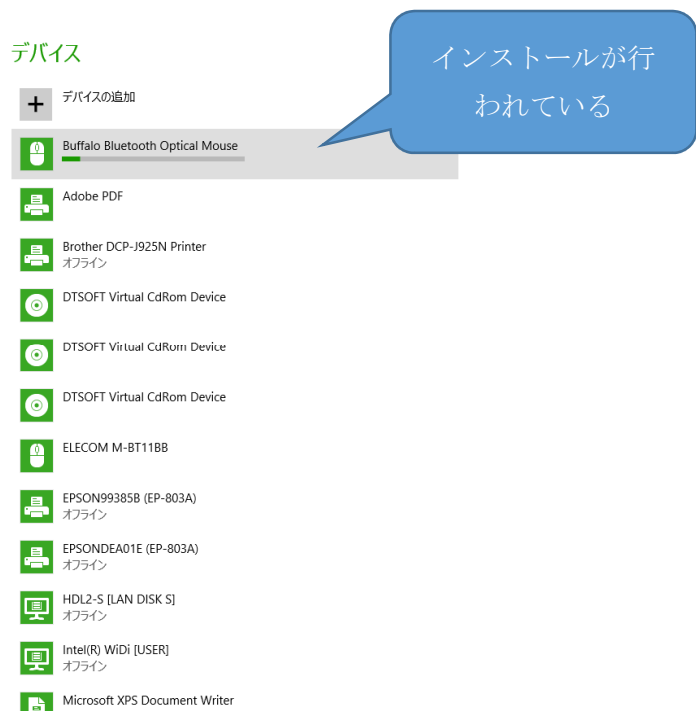 デバイス
インストールが行
われている
デバイスの追加
Buffalo Bluetooth Optical Mouse
Adobe PDF
Brother DCP-J925N Printer
オフライン
DTSOFT Virtual CdRom Device
DTSOFT Virtual CdRom Device
DTSOFT Virtual CdRom Device
ELECOM M-BT11BB
EPSON99385B (EP-803A)
オフライン
EPSONDEA01E (EP-803A)
オフライン
HDL2-S [LAN DISK S]
オフライン
Intel(R) WiDi [USER]
オフライン
Microsoft XPS Document Writer